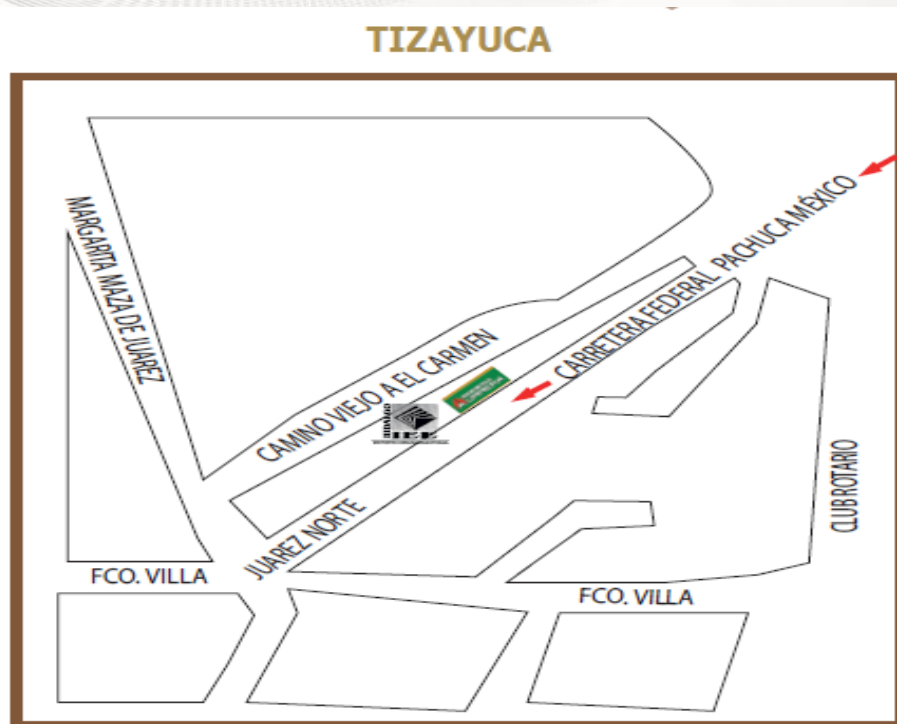 TIZAYUCA
MARGARITA MAZA DE JUAREZ
CAMINO VIEJO A EL CARMEN
CARRETERA FEDERAL PACHUCA MÉXICO
IEE
JUAREZ NORTE
CLUB ROTARIO
FCO. VILLA
FCO. VILLA